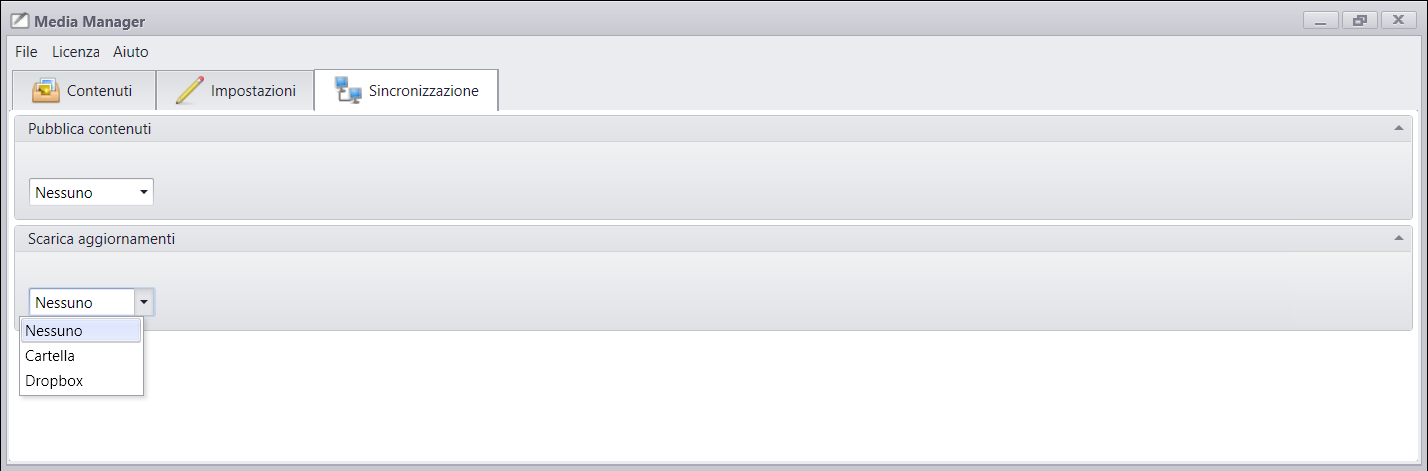 Media Manager
File Licenza Aiuto
Contenuti Impostazioni Sincronizzazione
Pubblica contenuti
Nessuno
Scarica aggiornamenti
Nessuno
Nessuno
Cartella
Dropbox